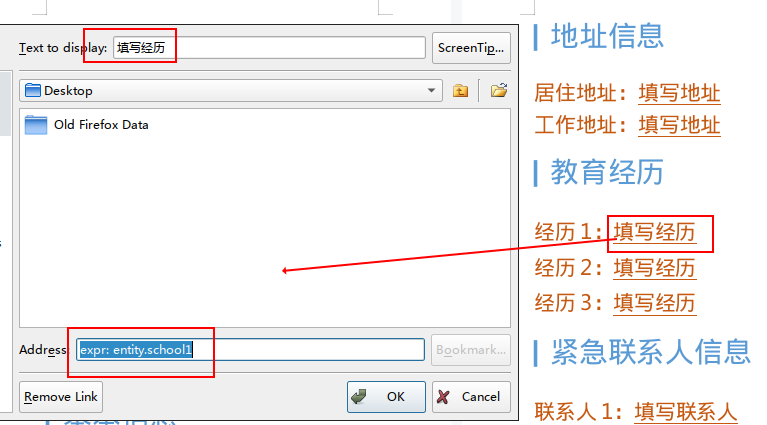 Text to display: 填写经历
ScreenTip...
Desktop
Old Firefox Data
Address: expr: entity.school1
Bookmark...
Remove Link
OK
Cancel
地址信息
居住地址：填写地址
工作地址：填写地址
教育经历
经历 1：填写经历
经历 2：填写经历
经历 3：填写经历
紧急联系人信息
联系人 1：填写联系人